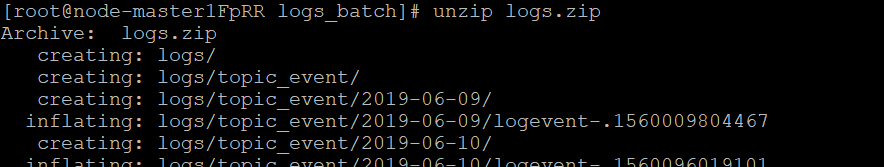 [root@node-master1FpRR logs_batch]# unzip logs.zip
Archive:  logs.zip
   creating: logs/
   creating: logs/topic_event/
   creating: logs/topic_event/2019-06-09/
  inflating: logs/topic_event/2019-06-09/logevent-.1560009804467
   creating: logs/topic_event/2019-06-10/
  inflating: logs/topic_event/2019-06-10/logevent-.1560096019101